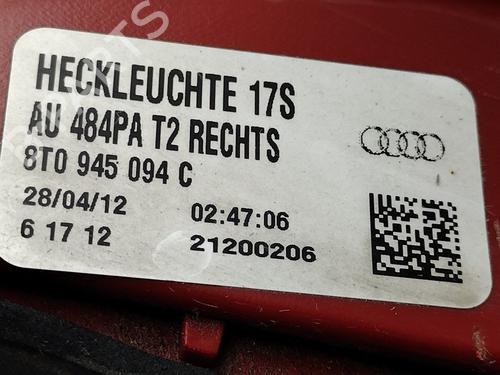 HECKLEUCHTE 17S
AU 484PA T2 RECHTS
8T0 945 094 C
28/04/12 02:47:06
6 17 12 21200206